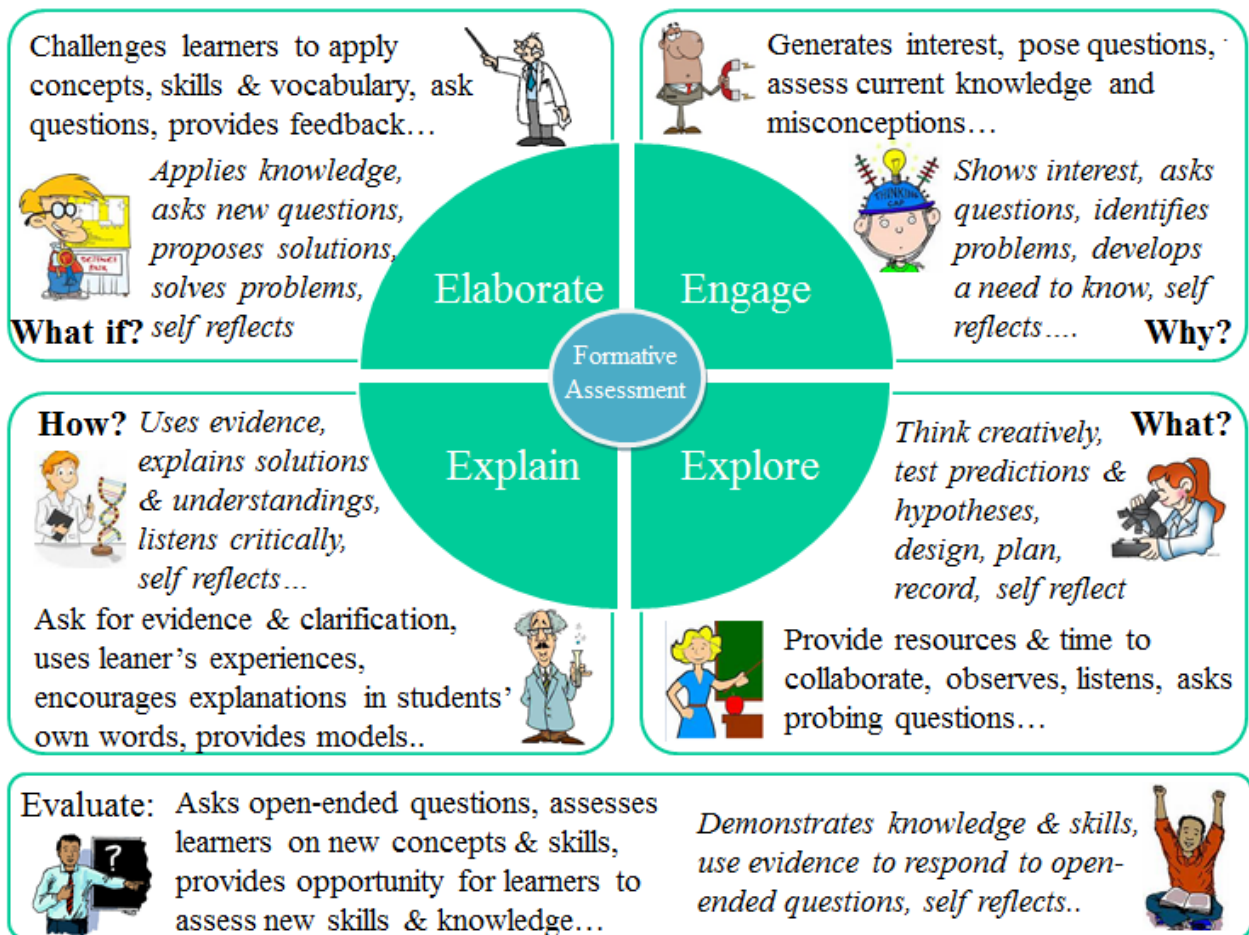 Challenges learners to apply
concepts, skills & vocabulary, ask
questions, provides feedback…
Applies knowledge,
asks new questions,
proposes solutions,
solves problems,
self reflects
What if?
Generates interest, pose questions,
assess current knowledge and
misconceptions…
THINKING
CAP
Shows interest, asks
questions, identifies
problems, develops
a need to know, self
reflects….
Why?
Elaborate
Engage
Formative
Assessment
Explain
Explore
How?
Uses evidence,
explains solutions
& understandings,
listens critically,
self reflects…
Ask for evidence & clarification,
uses leaner’s experiences,
encourages explanations in students’
own words, provides models..
What?
Think creatively,
test predictions &
hypotheses,
design, plan,
record, self reflect
Provide resources & time to
collaborate, observes, listens, asks
probing questions…
Evaluate:
?
Asks open-ended questions, assesses
learners on new concepts & skills,
provides opportunity for learners to
assess new skills & knowledge…
Demonstrates knowledge & skills,
use evidence to respond to open-
ended questions, self reflects..